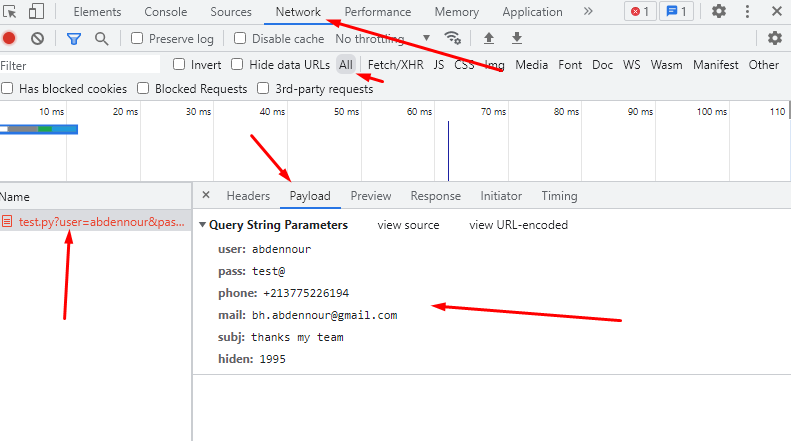 Elements Console Sources Network Performance Memory Application » 1 1
Preserve log Disable cache No throttling
Filter Invert Hide data URLs All Fetch/XHR JS CSS Img Media Font Doc WS Wasm Manifest Other
Has blocked cookies Blocked Requests 3rd-party requests
10 ms 20 ms 30 ms 40 ms 50 ms 60 ms 70 ms 80 ms 90 ms 100 ms 110
Name × Headers Payload Preview Response Initiator Timing
test.py?user=abdennour&pas...
Query String Parameters view source view URL-encoded
user: abdennour
pass: test@
phone: +213775226194
mail: bh.abdennour@gmail.com
subj: thanks my team
hiden: 1995